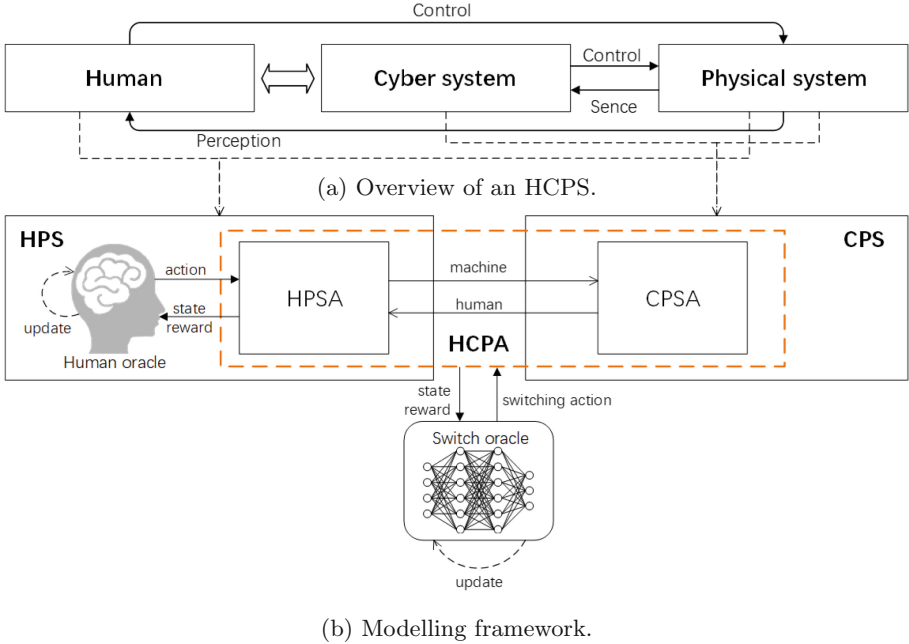 Control
Human
Cyber system
Control
Physical system
Sence
Perception
(a) Overview of an HCPS.
HPS
CPS
action
machine
HPSA
CPSA
state
reward
human
update
Human oracle
HCPA
state
reward
switching action
Switch oracle
update
(b) Modelling framework.